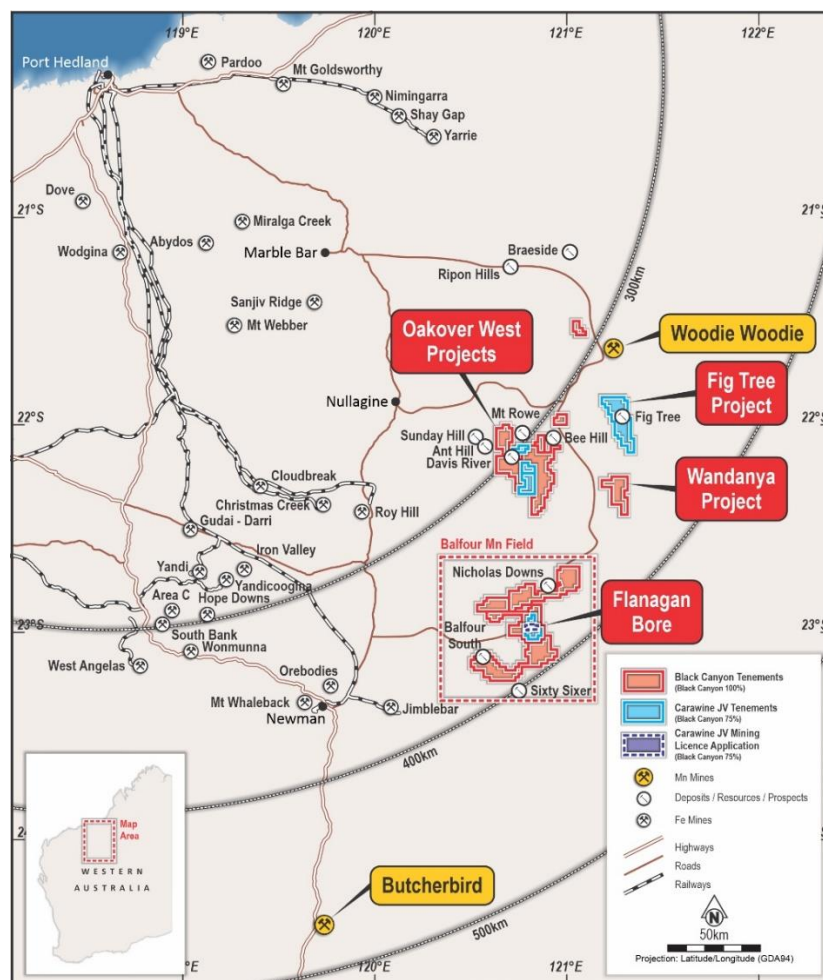 119°E
120°E
121°E
122°E
Port Hedland
Pardoo
Mt Goldsworthy
Nimingarra
Shay Gap
Yarrie
21°S
21°S
Dove
Wodgina
Abydos
Miralga Creek
Marble Bar
Braeside
Ripon Hills
300km
Sanjiv Ridge
Mt Webber
Oakover West
Projects
Woodie Woodie
Fig Tree
Project
22°S
22°S
Nullagine
Mt Rowe
Fig Tree
Sunday Hill
Bee Hill
Ant Hill
Davis River
Wandanya
Project
Cloudbreak
Christmas Creek
Roy Hill
Gudai - Darri
Iron Valley
Balfour Mn Field
Yandi
Yandicoogina
Area C
Hope Downs
Nicholas Downs
Flanagan
Bore
23°S
23°S
South Bank
Wonmunna
West Angelas
Balfour
South
Orebodies
Sixty Sixer
Mt Whaleback
Newman
Jimblebar
400km
24°
24
Butcherbird
500km
Map
Area
WESTERN
AUSTRALIA
Black Canyon Tenements
(Black Canyon 100%)
Carawine JV Tenements
(Black Canyon 75%)
Carawine JV Mining
Licence Application
(Black Canyon 75%)
Mn Mines
Deposits / Resources / Prospects
Fe Mines
Highways
Roads
Railways
N
50km
Projection: Latitude/Longitude (GDA94)
119°E
120°E
121°E